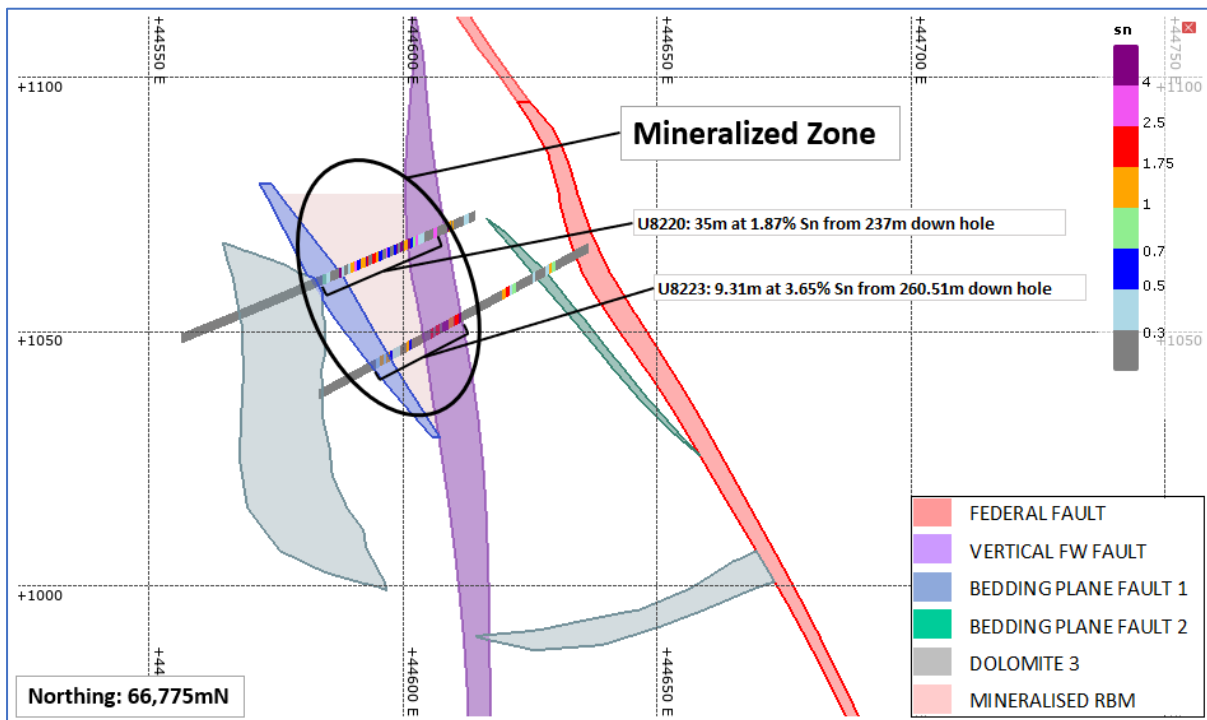 +44550 E
+44600 E
+44650 E
+44700 E
+44750 E
sn
+1100
+1100
4
2.5
1.75
1
0.7
0.5
0.3
Mineralized Zone
U8220: 35m at 1.87% Sn from 237m down hole
U8223: 9.31m at 3.65% Sn from 260.51m down hole
+1050
+1050
+1000
FEDERAL FAULT
VERTICAL FW FAULT
BEDDING PLANE FAULT 1
BEDDING PLANE FAULT 2
DOLOMITE 3
MINERALISED RBM
+44
+44600 E
+44650 E
Northing: 66,775mN